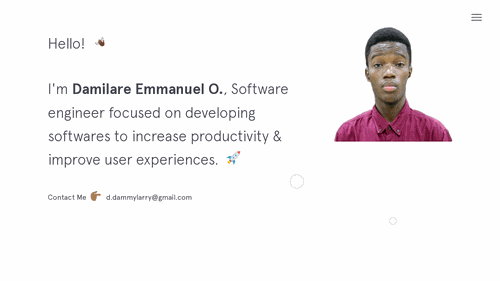 Hello! 👋🏿
I'm Damilare Emmanuel O., Software
engineer focused on developing
softwares to increase productivity &
improve user experiences. 🚀
Contact Me 👉🏾 d.dammylarry@gmail.com